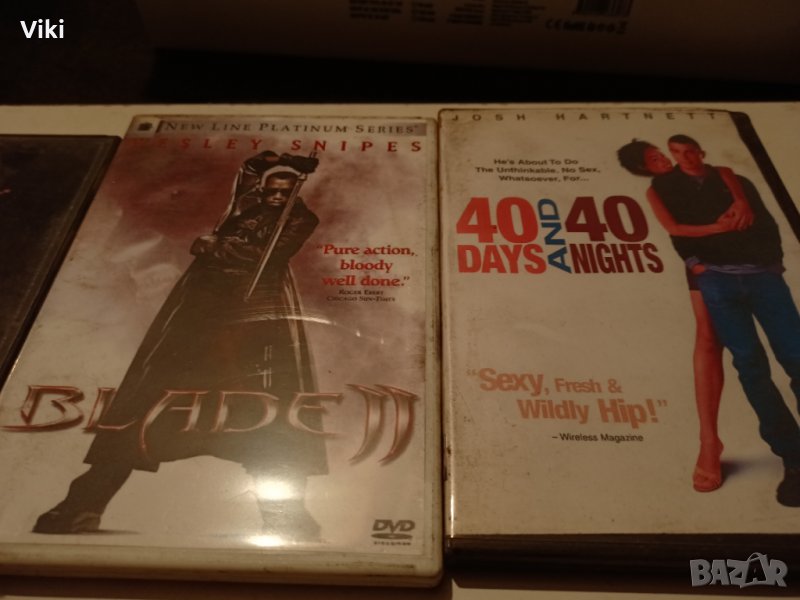 Viki
NEW LINE PLATINUM SERIES
WESLEY SNIPES
"Pure action,
bloody
well done."
ROGER EBERT
CHICAGO SUN-TIMES
BLADE II
DVD
JOSH HARTNETT
He's About To Do
The Unthinkable. No Sex.
Whatsoever. For...
40 AND 40
DAYS NIGHTS
"Sexy, Fresh &
Wildly Hip!"
– Wireless Magazine
BAZAR